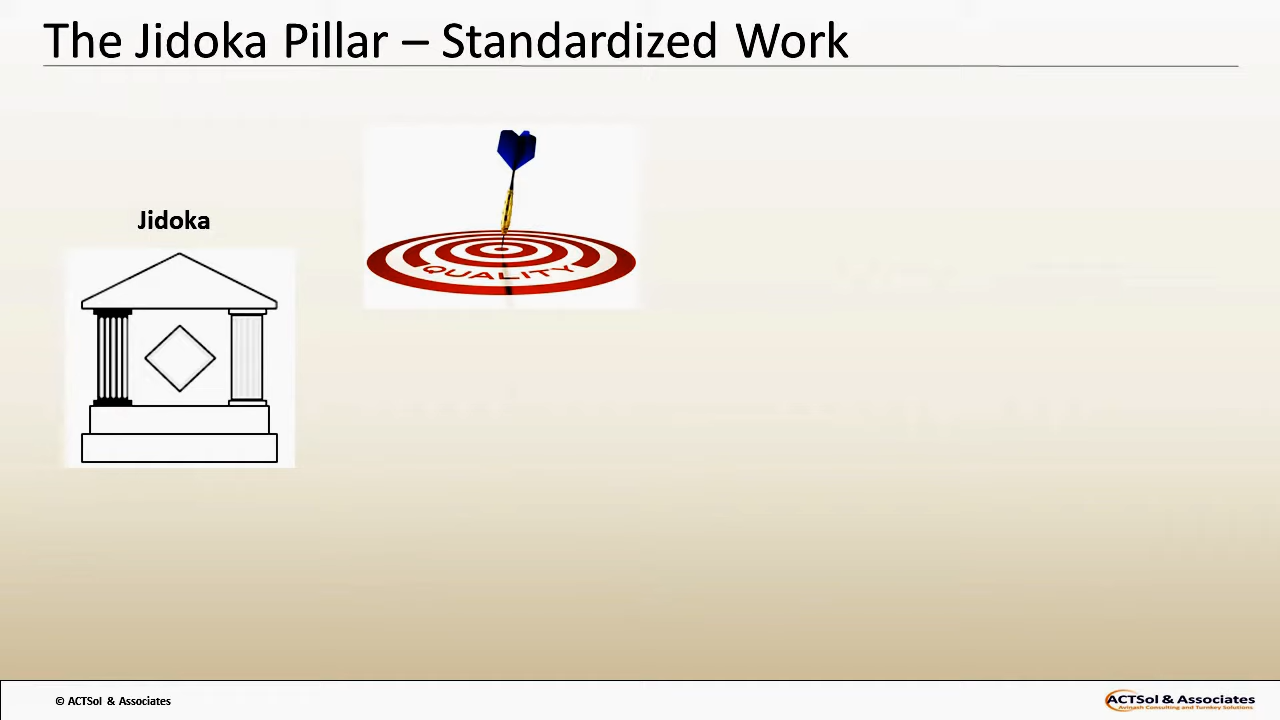 The Jidoka Pillar – Standardized Work
Jidoka
QUALITY
© ACTSol & Associates
ACTSol & Associates
Avinash Consulting and Turnkey Solutions